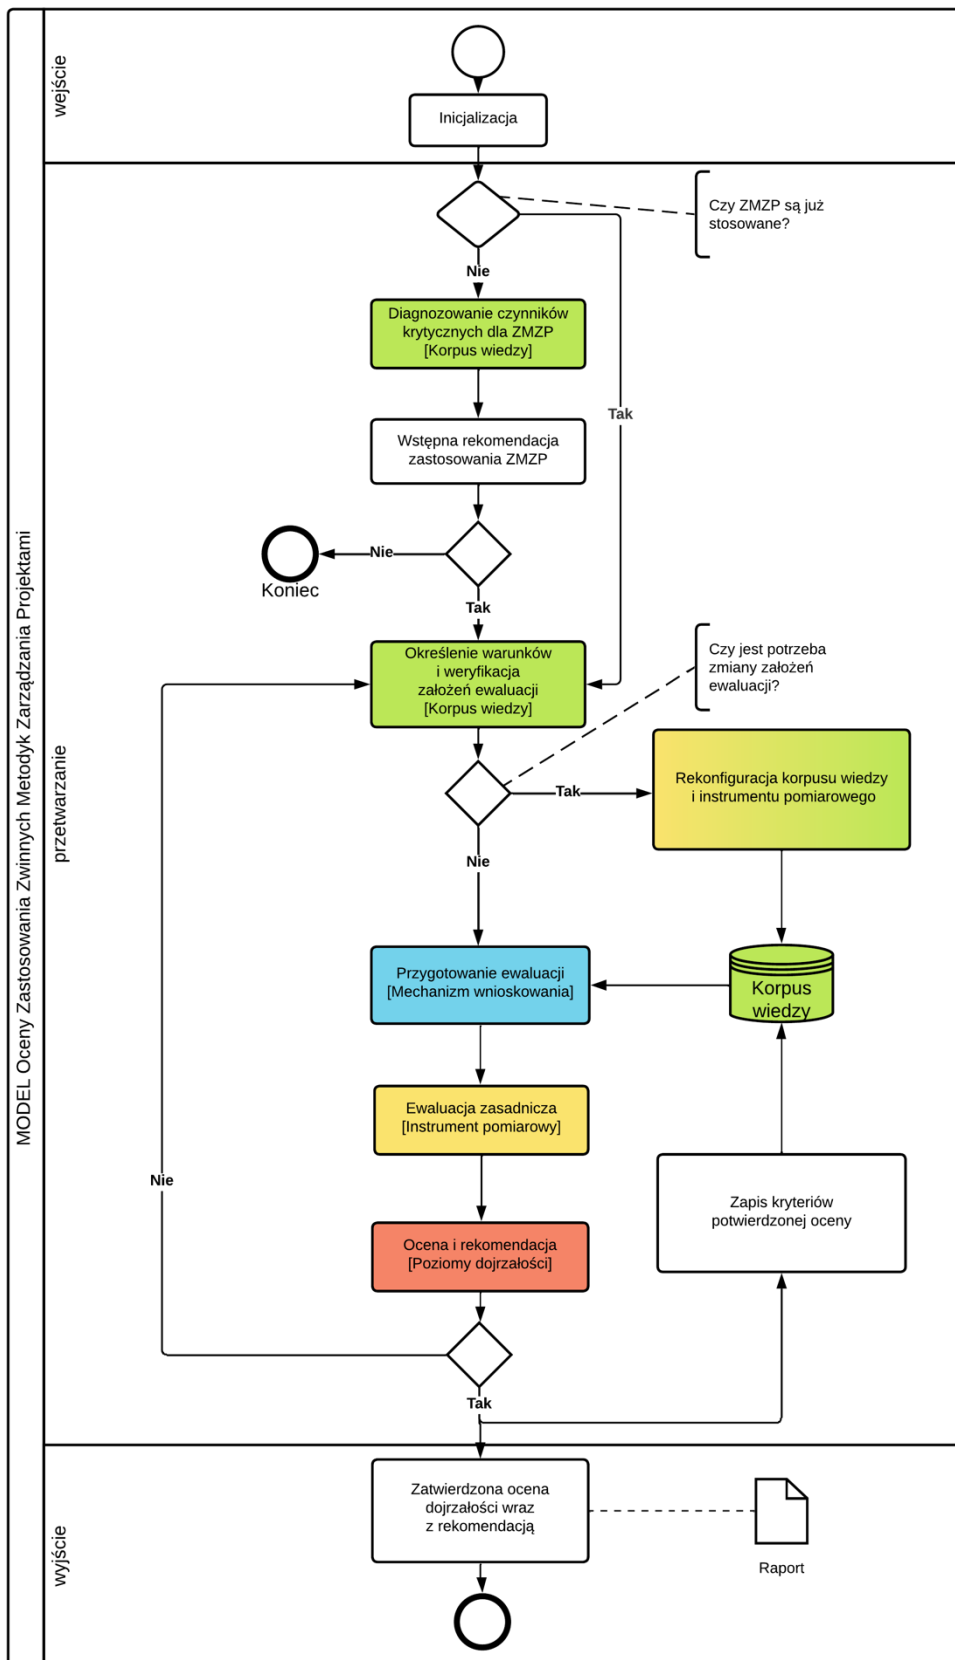 MODEL Oceny Zastosowania Zwinnych Metodyk Zarządzania Projektami
wejście
Inicjalizacja
przetwarzanie
Czy ZMZP są już
stosowane?
Nie
Diagnozowanie czynników
krytycznych dla ZMZP
[Korpus wiedzy]
Tak
Wstępna rekomendacja
zastosowania ZMZP
Nie
Koniec
Tak
Określenie warunków
i weryfikacja
założeń ewaluacji
[Korpus wiedzy]
Czy jest potrzeba
zmiany założeń
ewaluacji?
Tak
Rekonfiguracja korpusu wiedzy
i instrumentu pomiarowego
Nie
Przygotowanie ewaluacji
[Mechanizm wnioskowania]
Korpus
wiedzy
Ewaluacja zasadnicza
[Instrument pomiarowy]
Nie
Zapis kryteriów
potwierdzonej oceny
Ocena i rekomendacja
[Poziomy dojrzałości]
Tak
wyjście
Zatwierdzona ocena
dojrzałości wraz
z rekomendacją
Raport